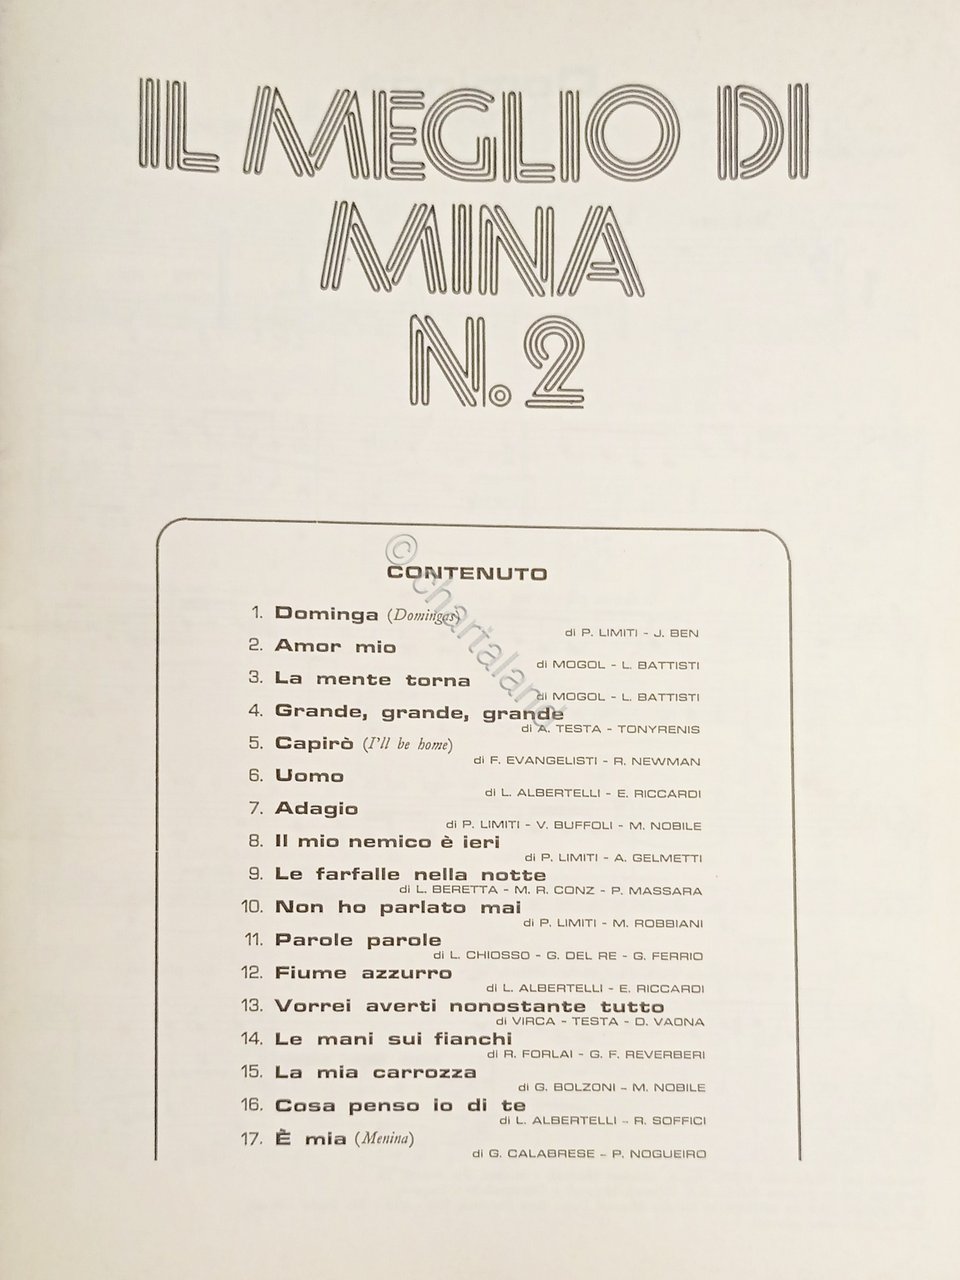 IL MEGLIO DI
MINA
N.2
CONTENUTO
1. Dominga (Domingas)
di P. LIMITI - J. BEN
2. Amor mio
di MOGOL - L. BATTISTI
3. La mente torna
di MOGOL - L. BATTISTI
4. Grande, grande, grande
di A. TESTA - TONYRENIS
5. Capirò (I'll be home)
di F. EVANGELISTI - R. NEWMAN
6. Uomo
di L. ALBERTELLI - E. RICCARDI
7. Adagio
di P. LIMITI - V. BUFFOLI - M. NOBILE
8. Il mio nemico è ieri
di P. LIMITI - A. GELMETTI
9. Le farfalle nella notte
di L. BERETTA - M. R. CONZ - P. MASSARA
10. Non ho parlato mai
di P. LIMITI - M. ROBBIANI
11. Parole parole
di L. CHIOSSO - G. DEL RE - G. FERRIO
12. Fiume azzurro
di L. ALBERTELLI - E. RICCARDI
13. Vorrei averti nonostante tutto
di VIRCA - TESTA - D. VAONA
14. Le mani sui fianchi
di R. FORLAI - G. F. REVERBERI
15. La mia carrozza
di G. BOLZONI - M. NOBILE
16. Cosa penso io di te
di L. ALBERTELLI - R. SOFFICI
17. È mia (Menina)
di G. CALABRESE - P. NOGUEIRO
© chartaland